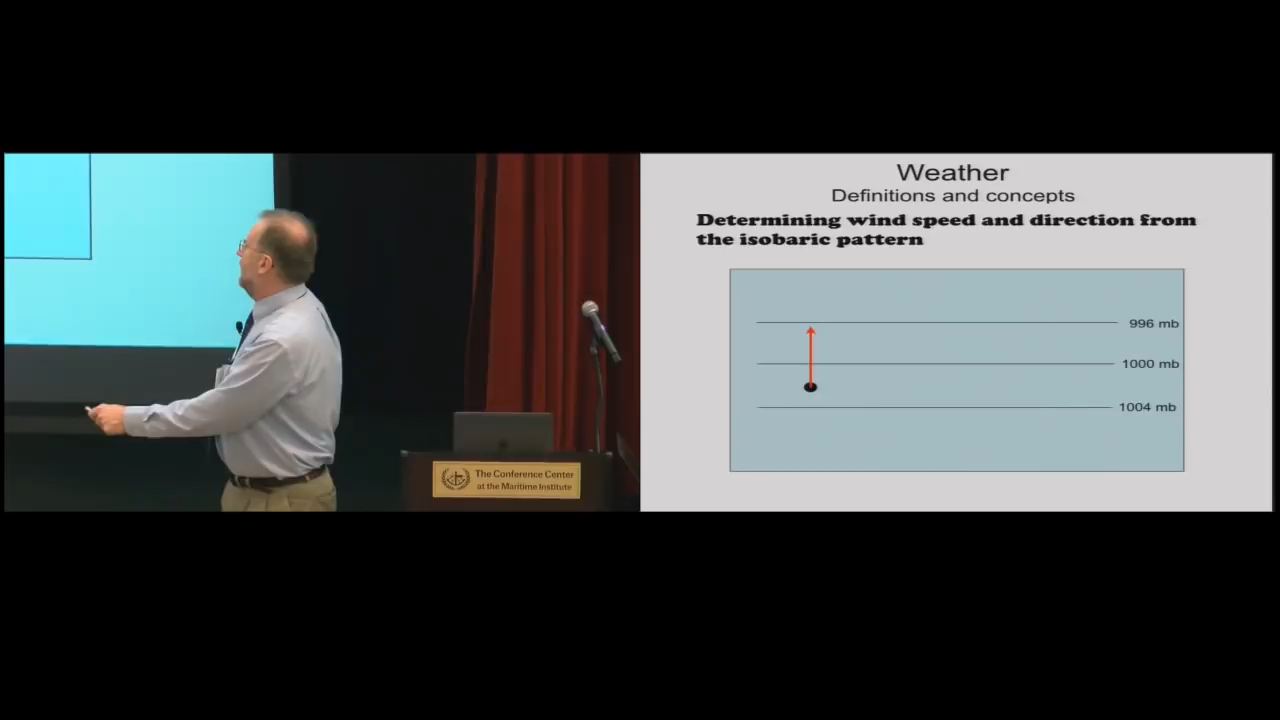 Weather
Definitions and concepts
Determining wind speed and direction from
the isobaric pattern
996 mb
1000 mb
1004 mb
The Conference Center
at the Maritime Institute